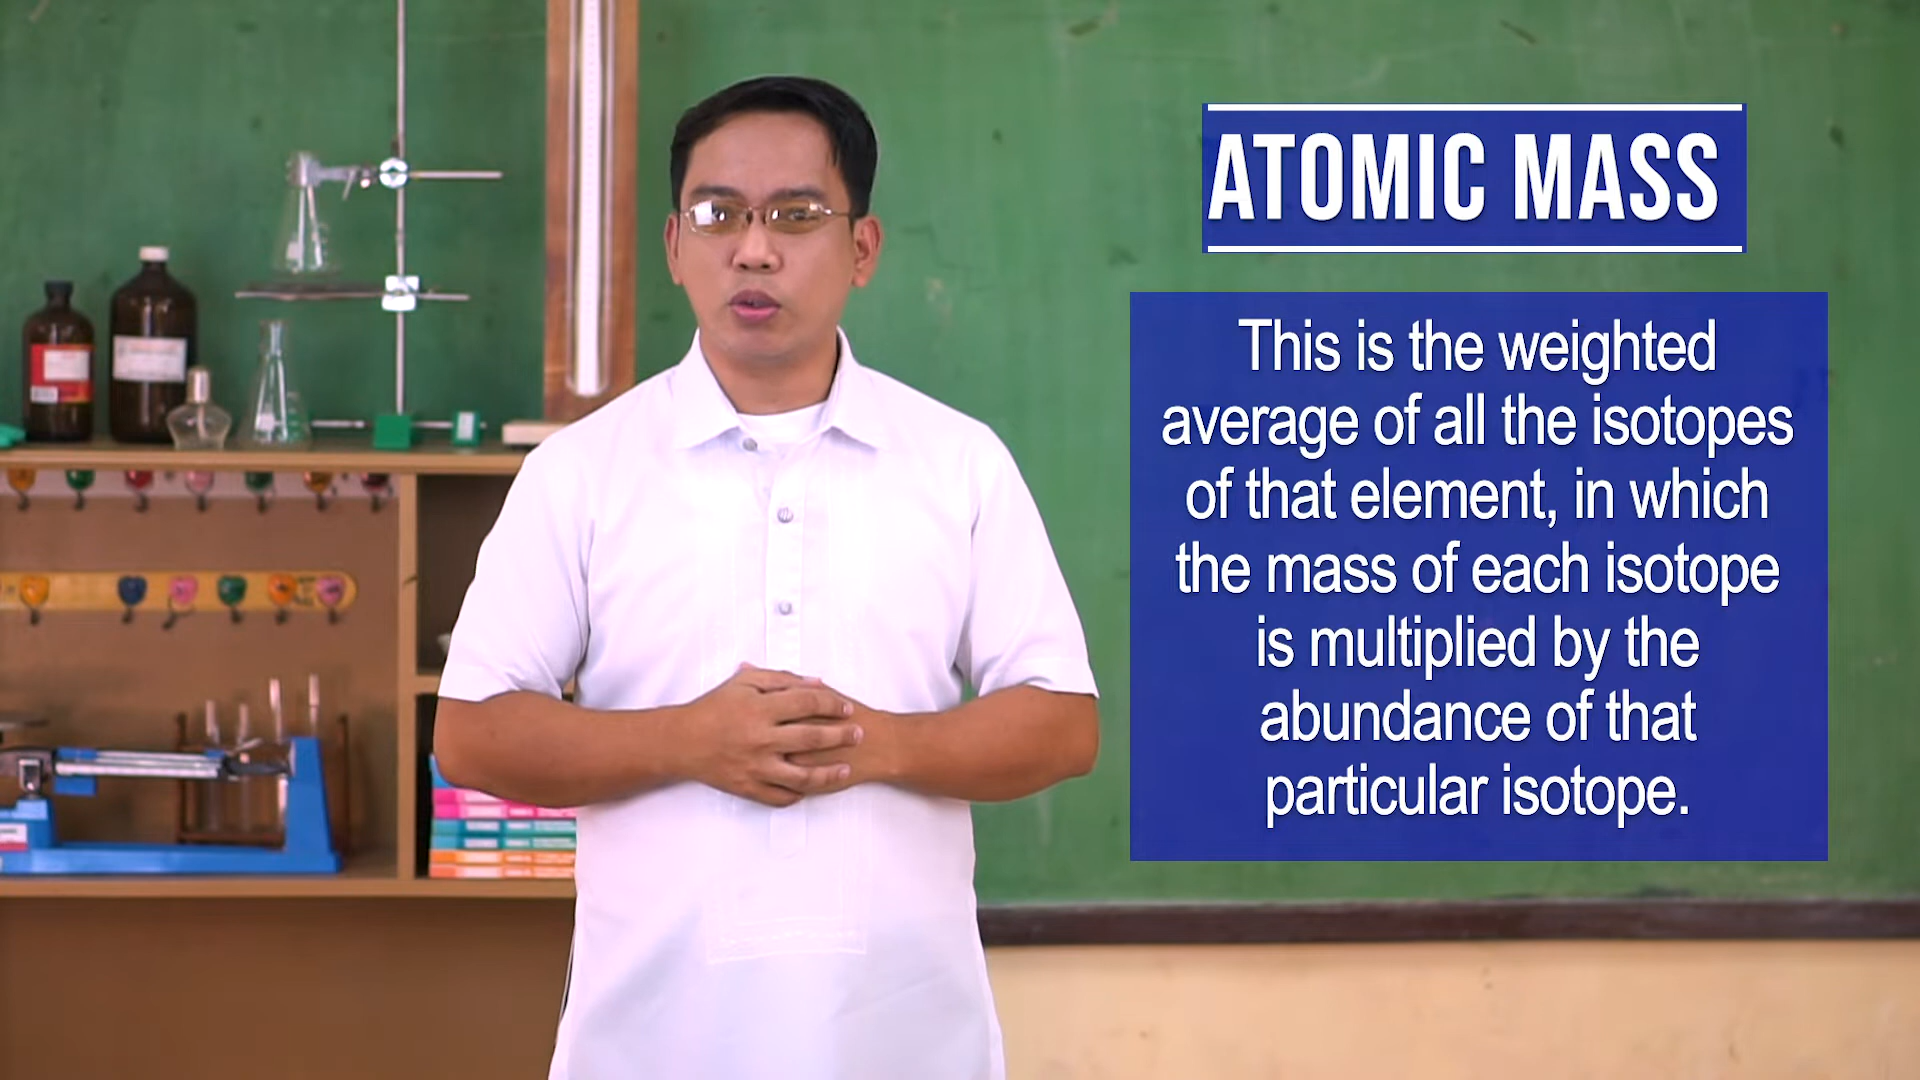 ATOMIC MASS
This is the weighted
average of all the isotopes
of that element, in which
the mass of each isotope
is multiplied by the
abundance of that
particular isotope.